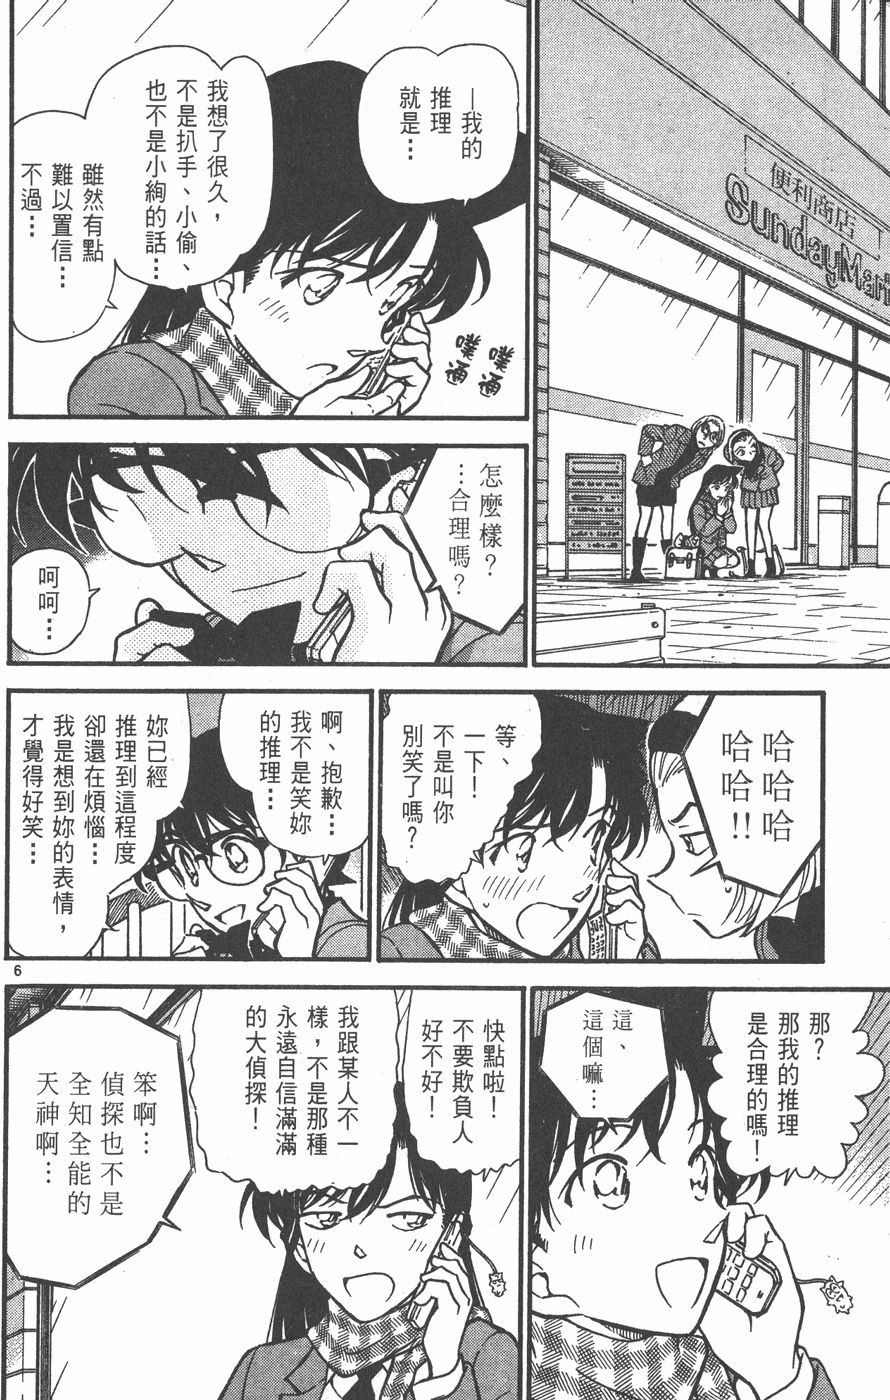 便利商店
SundayMart
—我的
推理
就是…
我想了很久，
不是扒手、小偷、
也不是小絢的話…
雖然有點
難以置信…
不過…
噗通
噗通
怎麼樣？
…合理嗎？
呵呵…
哈哈哈
哈哈!!
等、
一下！
不是叫你
別笑了嗎？
啊、抱歉…
我不是笑妳
的推理…
妳已經
推理到這程度
卻還在煩惱…
我是想到妳的表情，
才覺得好笑…
6
那？
那我的推理
是合理的嗎！
這、
這個嘛…
快點啦！
不要欺負人
好不好！
我跟某人不一
樣，不是那種
永遠自信滿滿
的大偵探！
笨啊…
偵探也不是
全知全能的
天神啊…